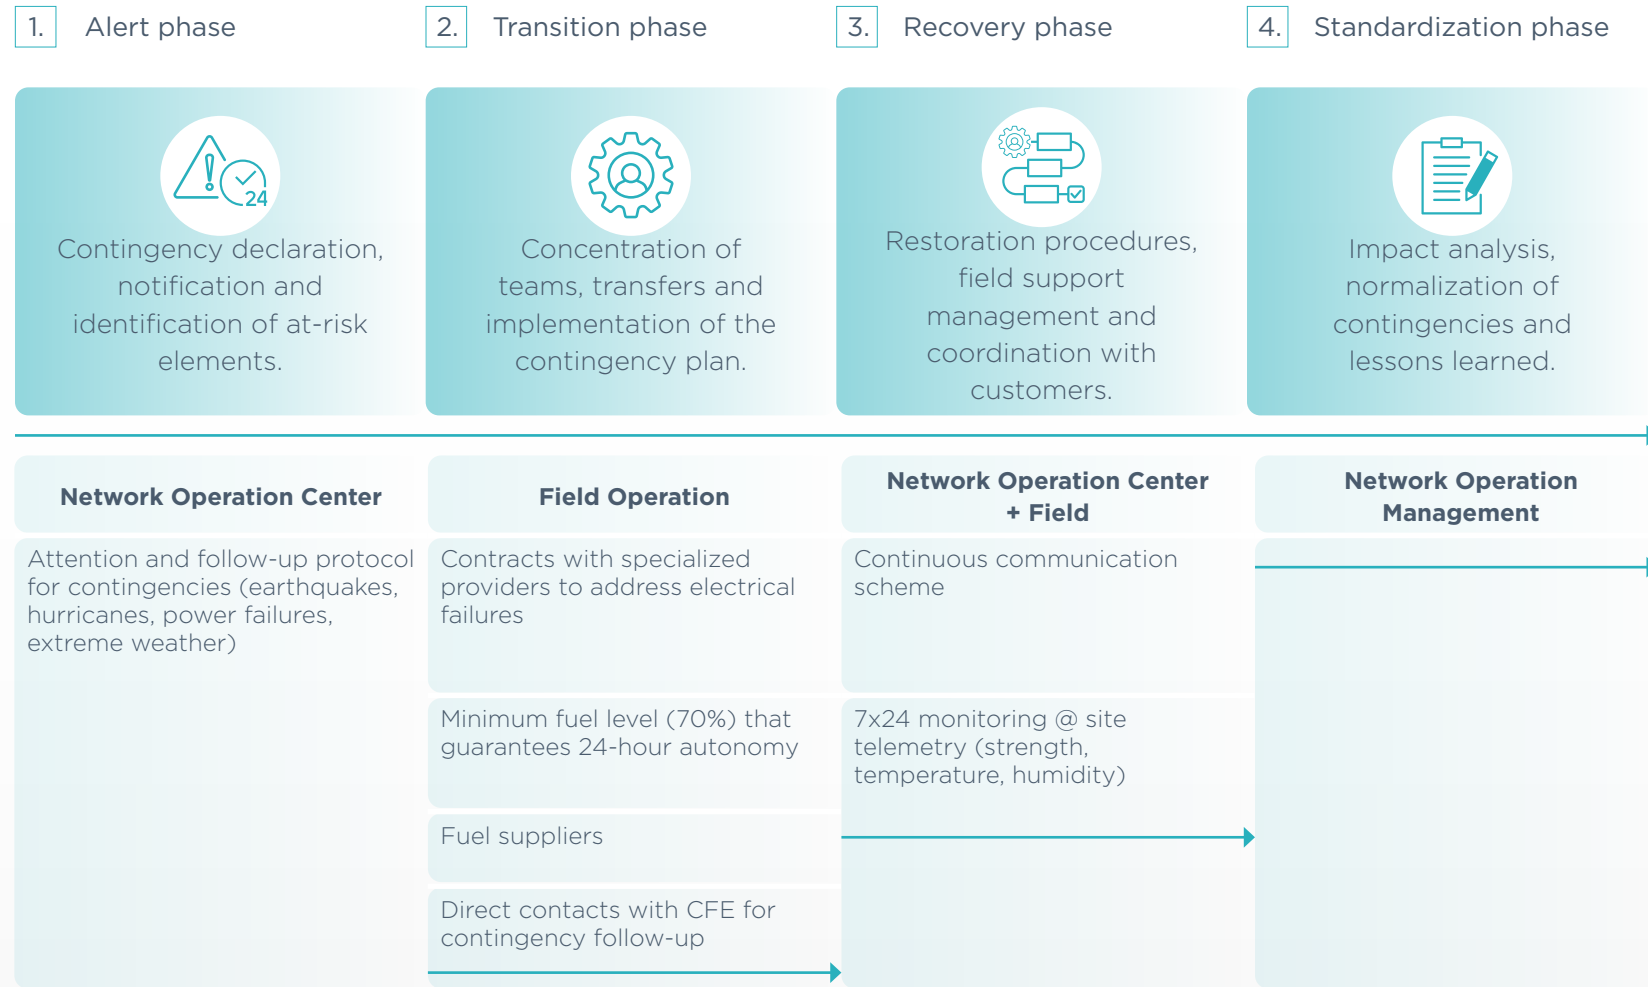 1. Alert phase
2. Transition phase
3. Recovery phase
4. Standardization phase
24
Contingency declaration,
notification and
identification of at-risk
elements.
Concentration of
teams, transfers and
implementation of the
contingency plan.
Restoration procedures,
field support
management and
coordination with
customers.
Impact analysis,
normalization of
contingencies and
lessons learned.
Network Operation Center
Attention and follow-up protocol
for contingencies (earthquakes,
hurricanes, power failures,
extreme weather)
Field Operation
Contracts with specialized
providers to address electrical
failures
Minimum fuel level (70%) that
guarantees 24-hour autonomy
Fuel suppliers
Direct contacts with CFE for
contingency follow-up
Network Operation Center
+ Field
Continuous communication
scheme
7x24 monitoring @ site
telemetry (strength,
temperature, humidity)
Network Operation
Management